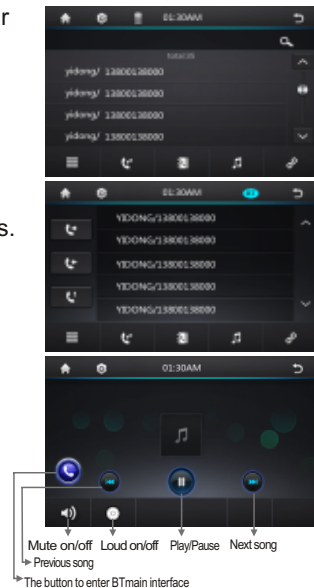 r
01:30AM
total:25
yidong/ 13800138000
yidong/ 13800138000
yidong/ 13800138000
yidong/ 13800138000
s.
01:30AM
YIDONG/13800138000
YIDONG/13800138000
YIDONG/13800138000
YIDONG/13800138000
YIDONG/13800138000
01:30AM
Mute on/off Loud on/off Play/Pause Next song
Previous song
The button to enter BTmain interface